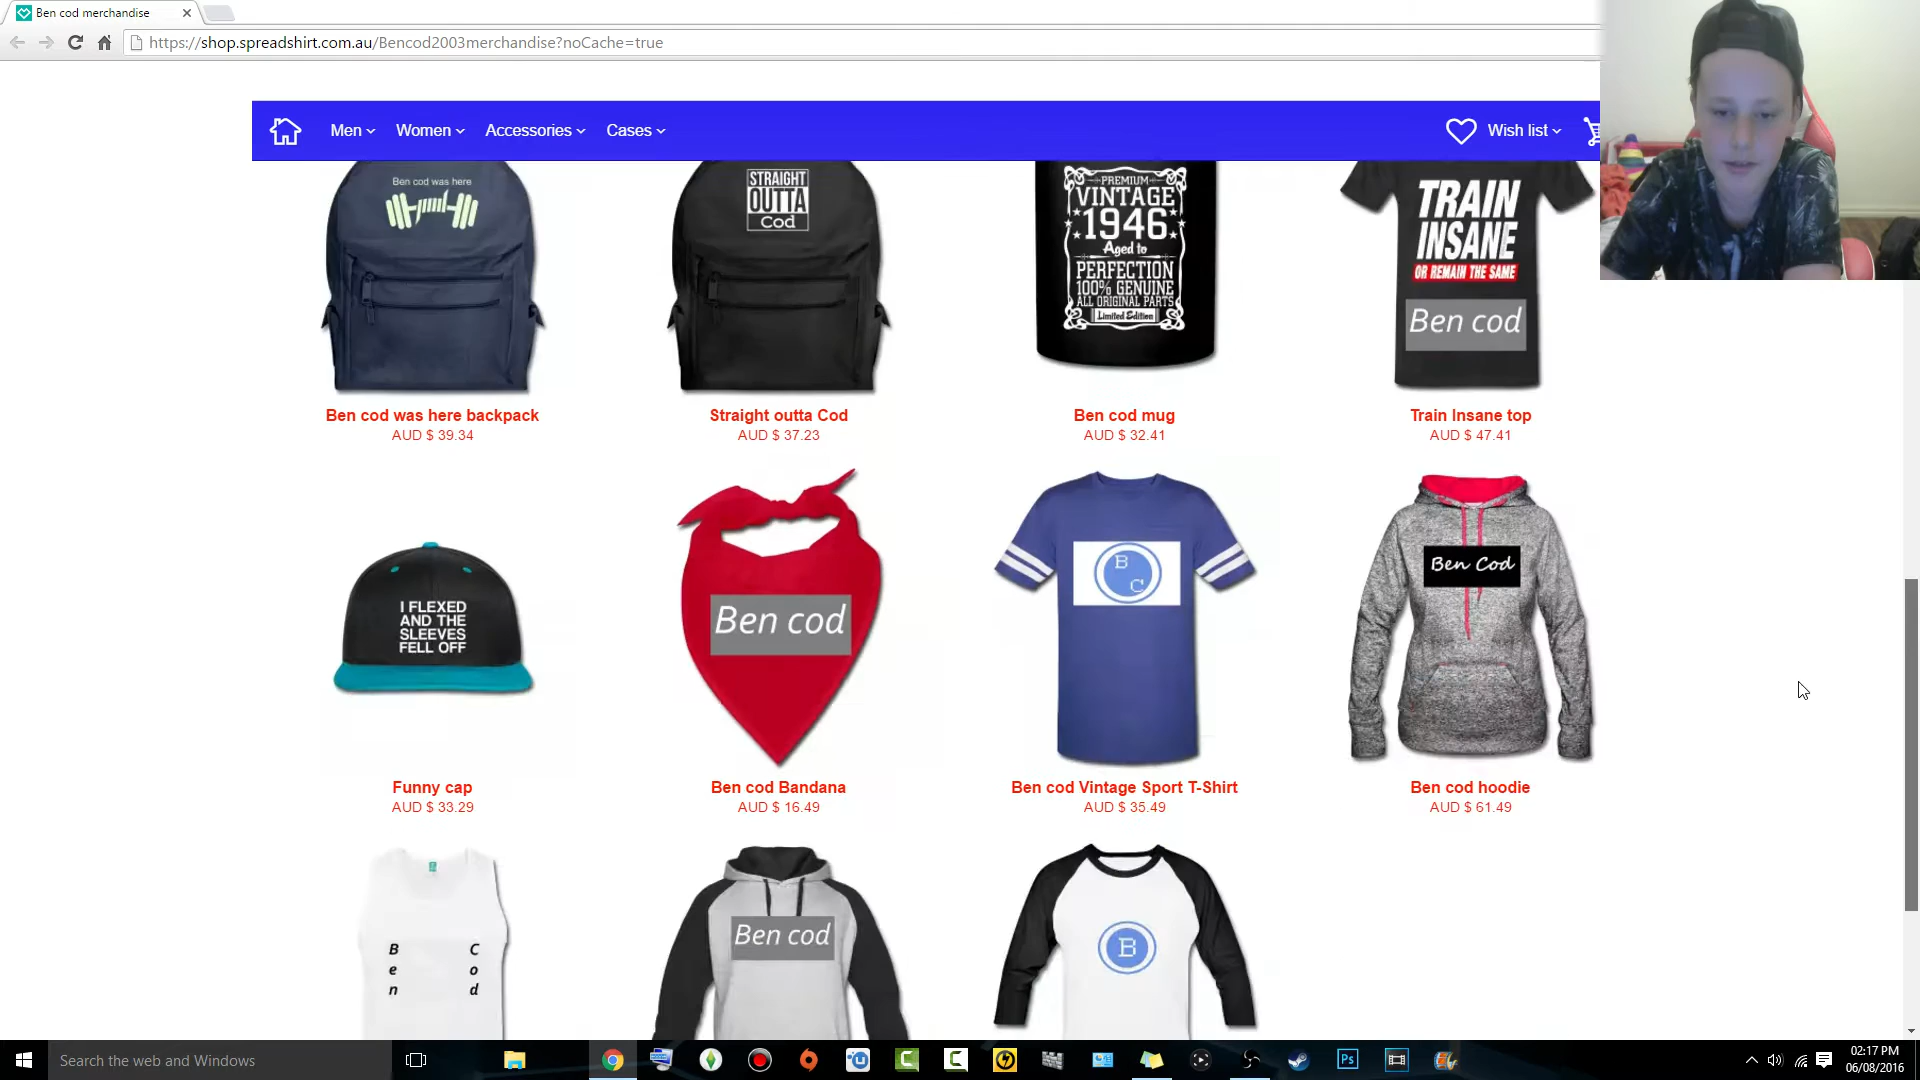 Ben cod merchandise
https://shop.spreadshirt.com.au/Bencod2003merchandise?noCache=true
Men
Women
Accessories
Cases
Wish list
Ben cod was here
STRAIGHT
OUTTA
Cod
PREMIUM
VINTAGE
1946
Aged to
PERFECTION
100% GENUINE
ALL ORIGINAL PARTS
Limited Edition
TRAIN
INSANE
OR REMAIN THE SAME
Ben cod
Ben cod was here backpack
AUD $ 39.34
Straight outta Cod
AUD $ 37.23
Ben cod mug
AUD $ 32.41
Train Insane top
AUD $ 47.41
I FLEXED
AND THE
SLEEVES
FELL OFF
Ben cod
B
C
Ben Cod
Funny cap
AUD $ 33.29
Ben cod Bandana
AUD $ 16.49
Ben cod Vintage Sport T-Shirt
AUD $ 35.49
Ben cod hoodie
AUD $ 61.49
B C
e o
n d
Ben cod
B
Search the web and Windows
Ps
02:17 PM
06/08/2016